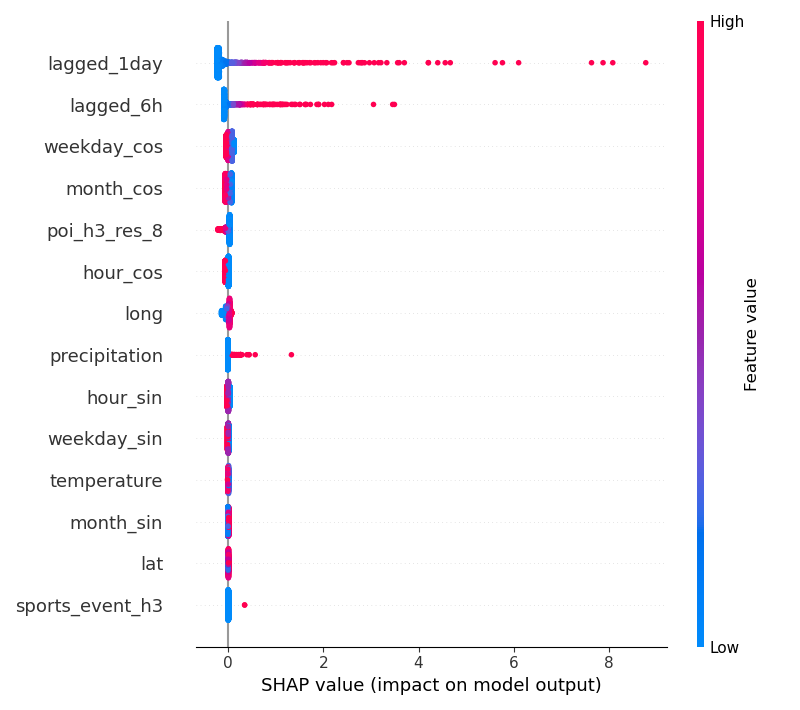 High
lagged_1day
lagged_6h
weekday_cos
month_cos
poi_h3_res_8
hour_cos
long
precipitation
hour_sin
weekday_sin
temperature
month_sin
lat
sports_event_h3
Feature value
Low
0 2 4 6 8
SHAP value (impact on model output)